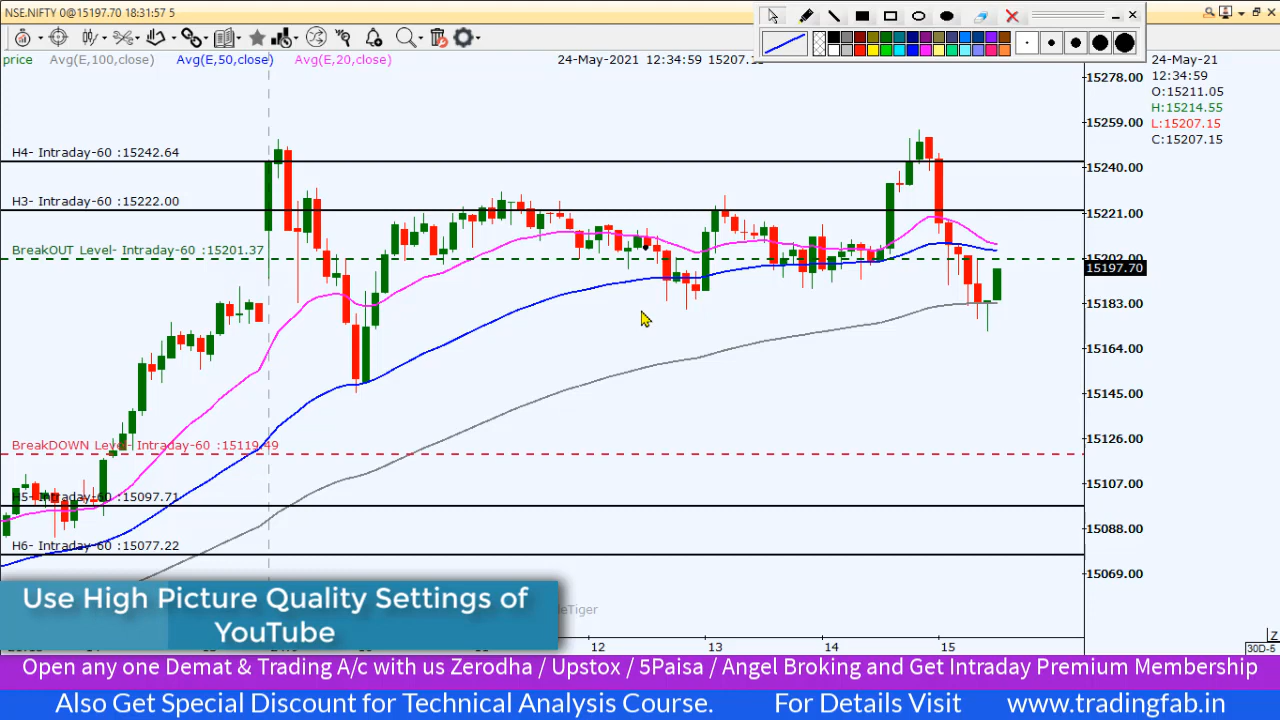 NSE.NIFTY 0@15197.70 18:31:57 5
price Avg(E,100,close) Avg(E,50,close) Avg(E,20,close) 24-May-2021 12:34:59 15207.1
24-May-21
12:34:59
O:15211.05
H:15214.55
L:15207.15
C:15207.15
15278.00
15259.00
15240.00
15221.00
15202.00
15197.70
15183.00
15164.00
15145.00
15126.00
15107.00
15088.00
15069.00
H4- Intraday-60 :15242.64
H3- Intraday-60 :15222.00
BreakOUT Level- Intraday-60 :15201.37
BreakDOWN Level- Intraday-60 :15119.49
H5- Intraday-60 :15097.71
H6- Intraday-60 :15077.22
Use High Picture Quality Settings of
YouTube
deTiger
12 13 14 15
Z
30D-5
Open any one Demat & Trading A/c with us Zerodha / Upstox / 5Paisa / Angel Broking and Get Intraday Premium Membership
Also Get Special Discount for Technical Analysis Course. For Details Visit www.tradingfab.in